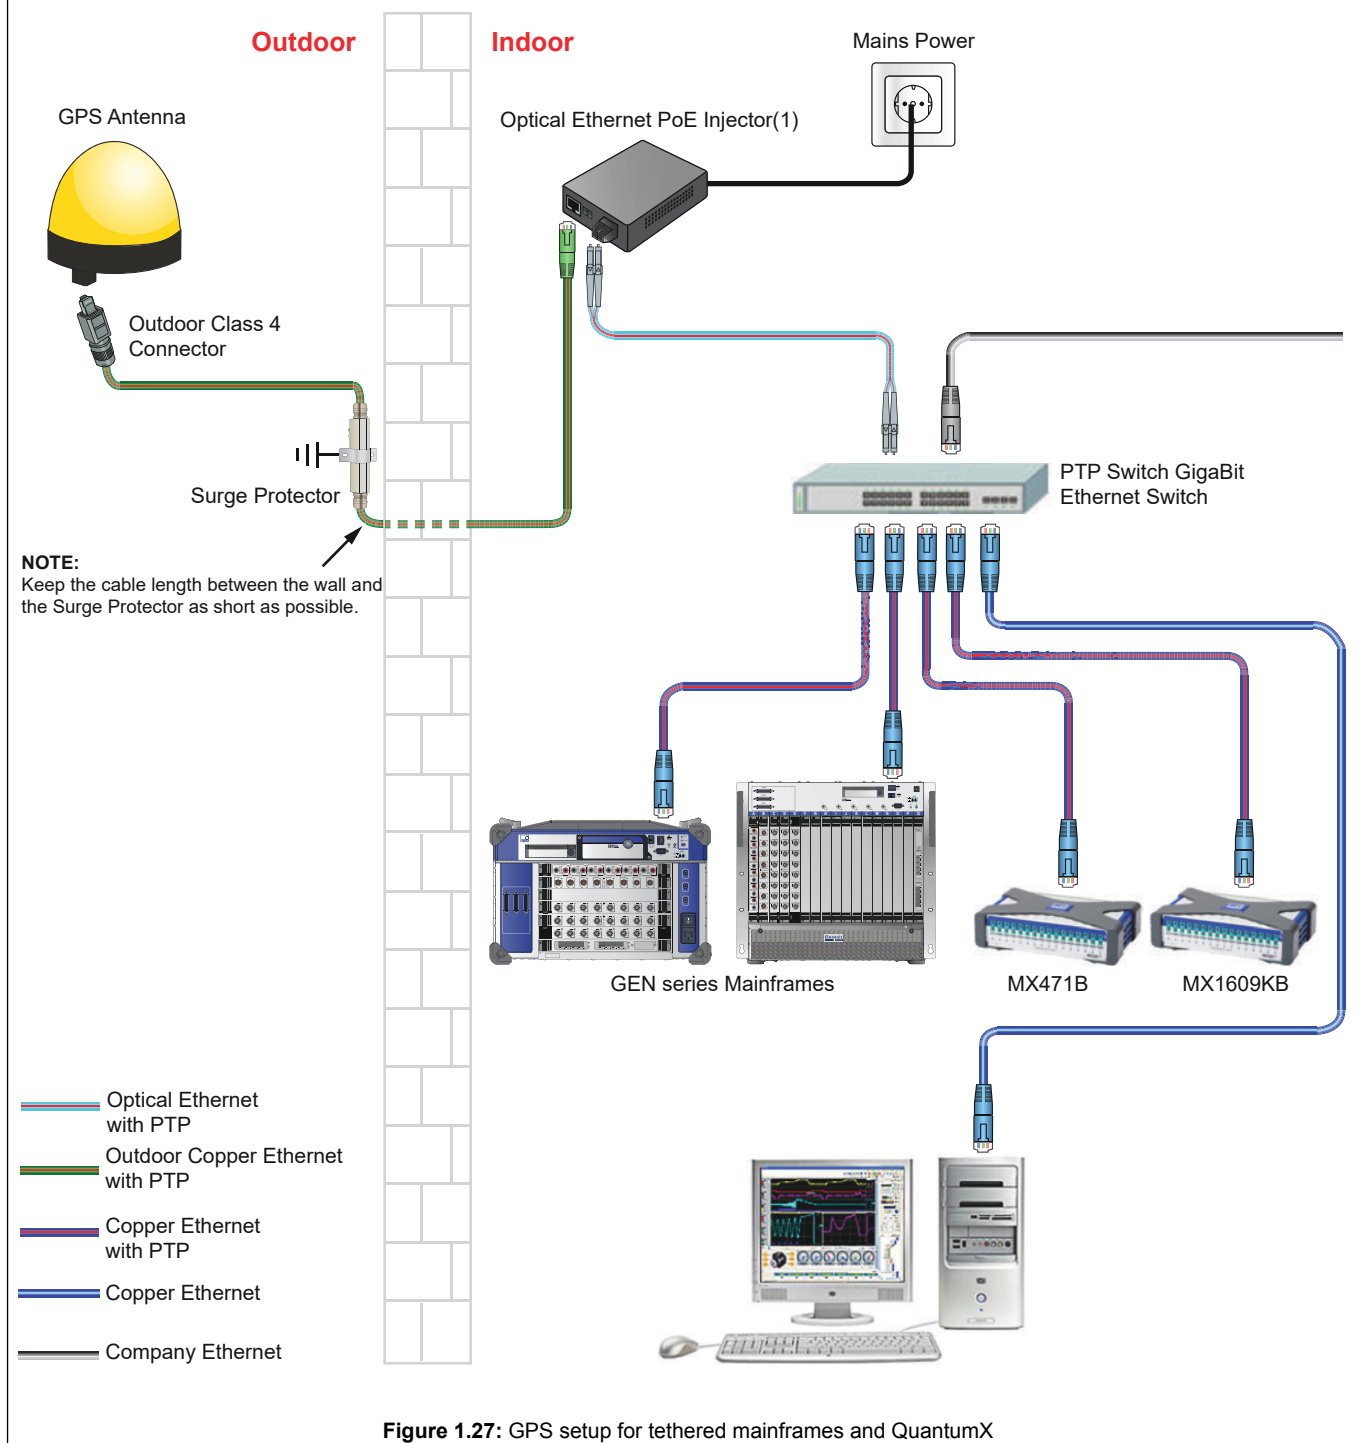 Outdoor
Indoor
Mains Power
GPS Antenna
Optical Ethernet PoE Injector(1)
Outdoor Class 4
Connector
Surge Protector
PTP Switch GigaBit
Ethernet Switch
NOTE:
Keep the cable length between the wall and
the Surge Protector as short as possible.
GEN series Mainframes
MX471B
MX1609KB
Optical Ethernet
with PTP
Outdoor Copper Ethernet
with PTP
Copper Ethernet
with PTP
Copper Ethernet
Company Ethernet
Figure 1.27: GPS setup for tethered mainframes and QuantumX